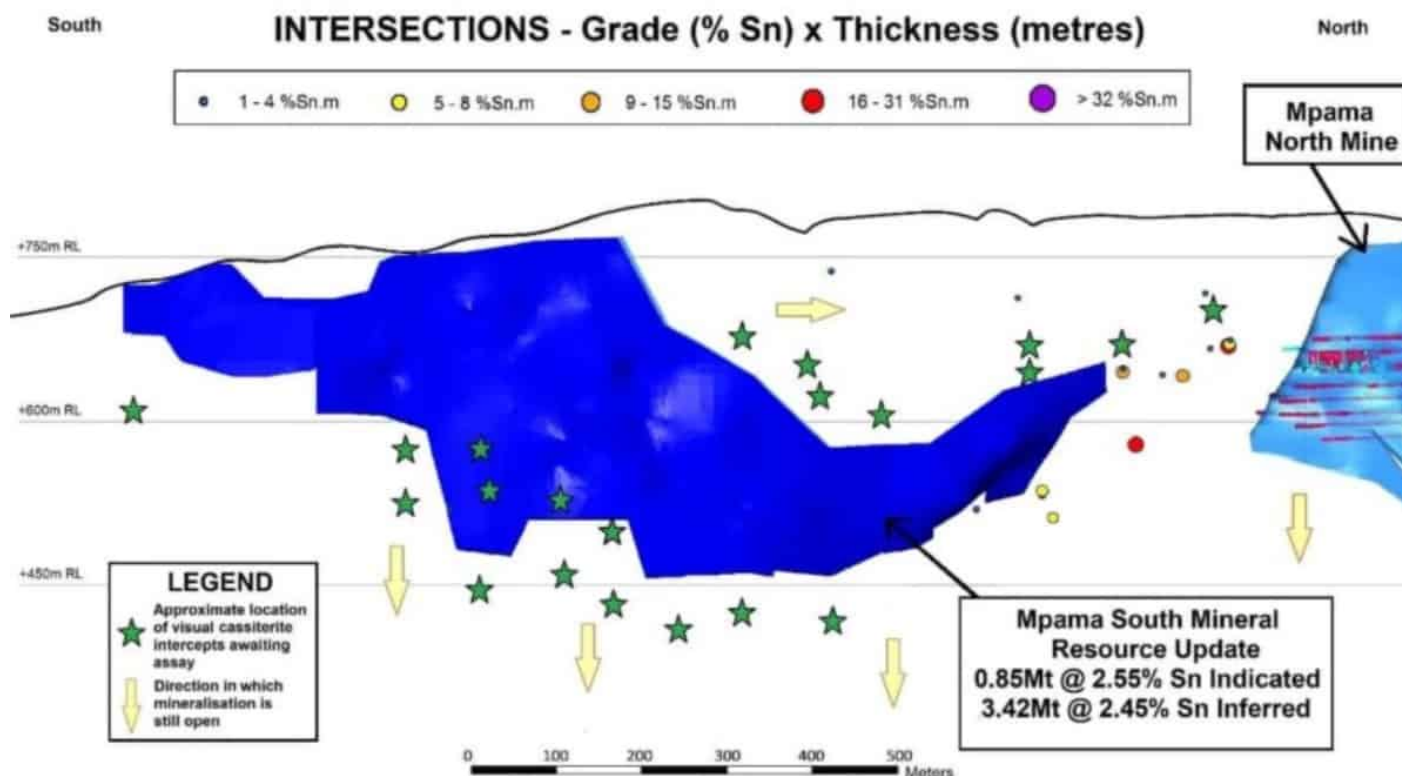 South
INTERSECTIONS - Grade (% Sn) x Thickness (metres)
North
1 - 4 %Sn.m
5 - 8 %Sn.m
9 - 15 %Sn.m
16 - 31 %Sn.m
> 32 %Sn.m
Mpama
North Mine
+750m RL
+600m RL
+450m RL
LEGEND
Approximate location
of visual cassiterite
intercepts awaiting
assay
Direction in which
mineralisation is
still open
Mpama South Mineral
Resource Update
0.85Mt @ 2.55% Sn Indicated
3.42Mt @ 2.45% Sn Inferred
0 100 200 300 400 500
Meters